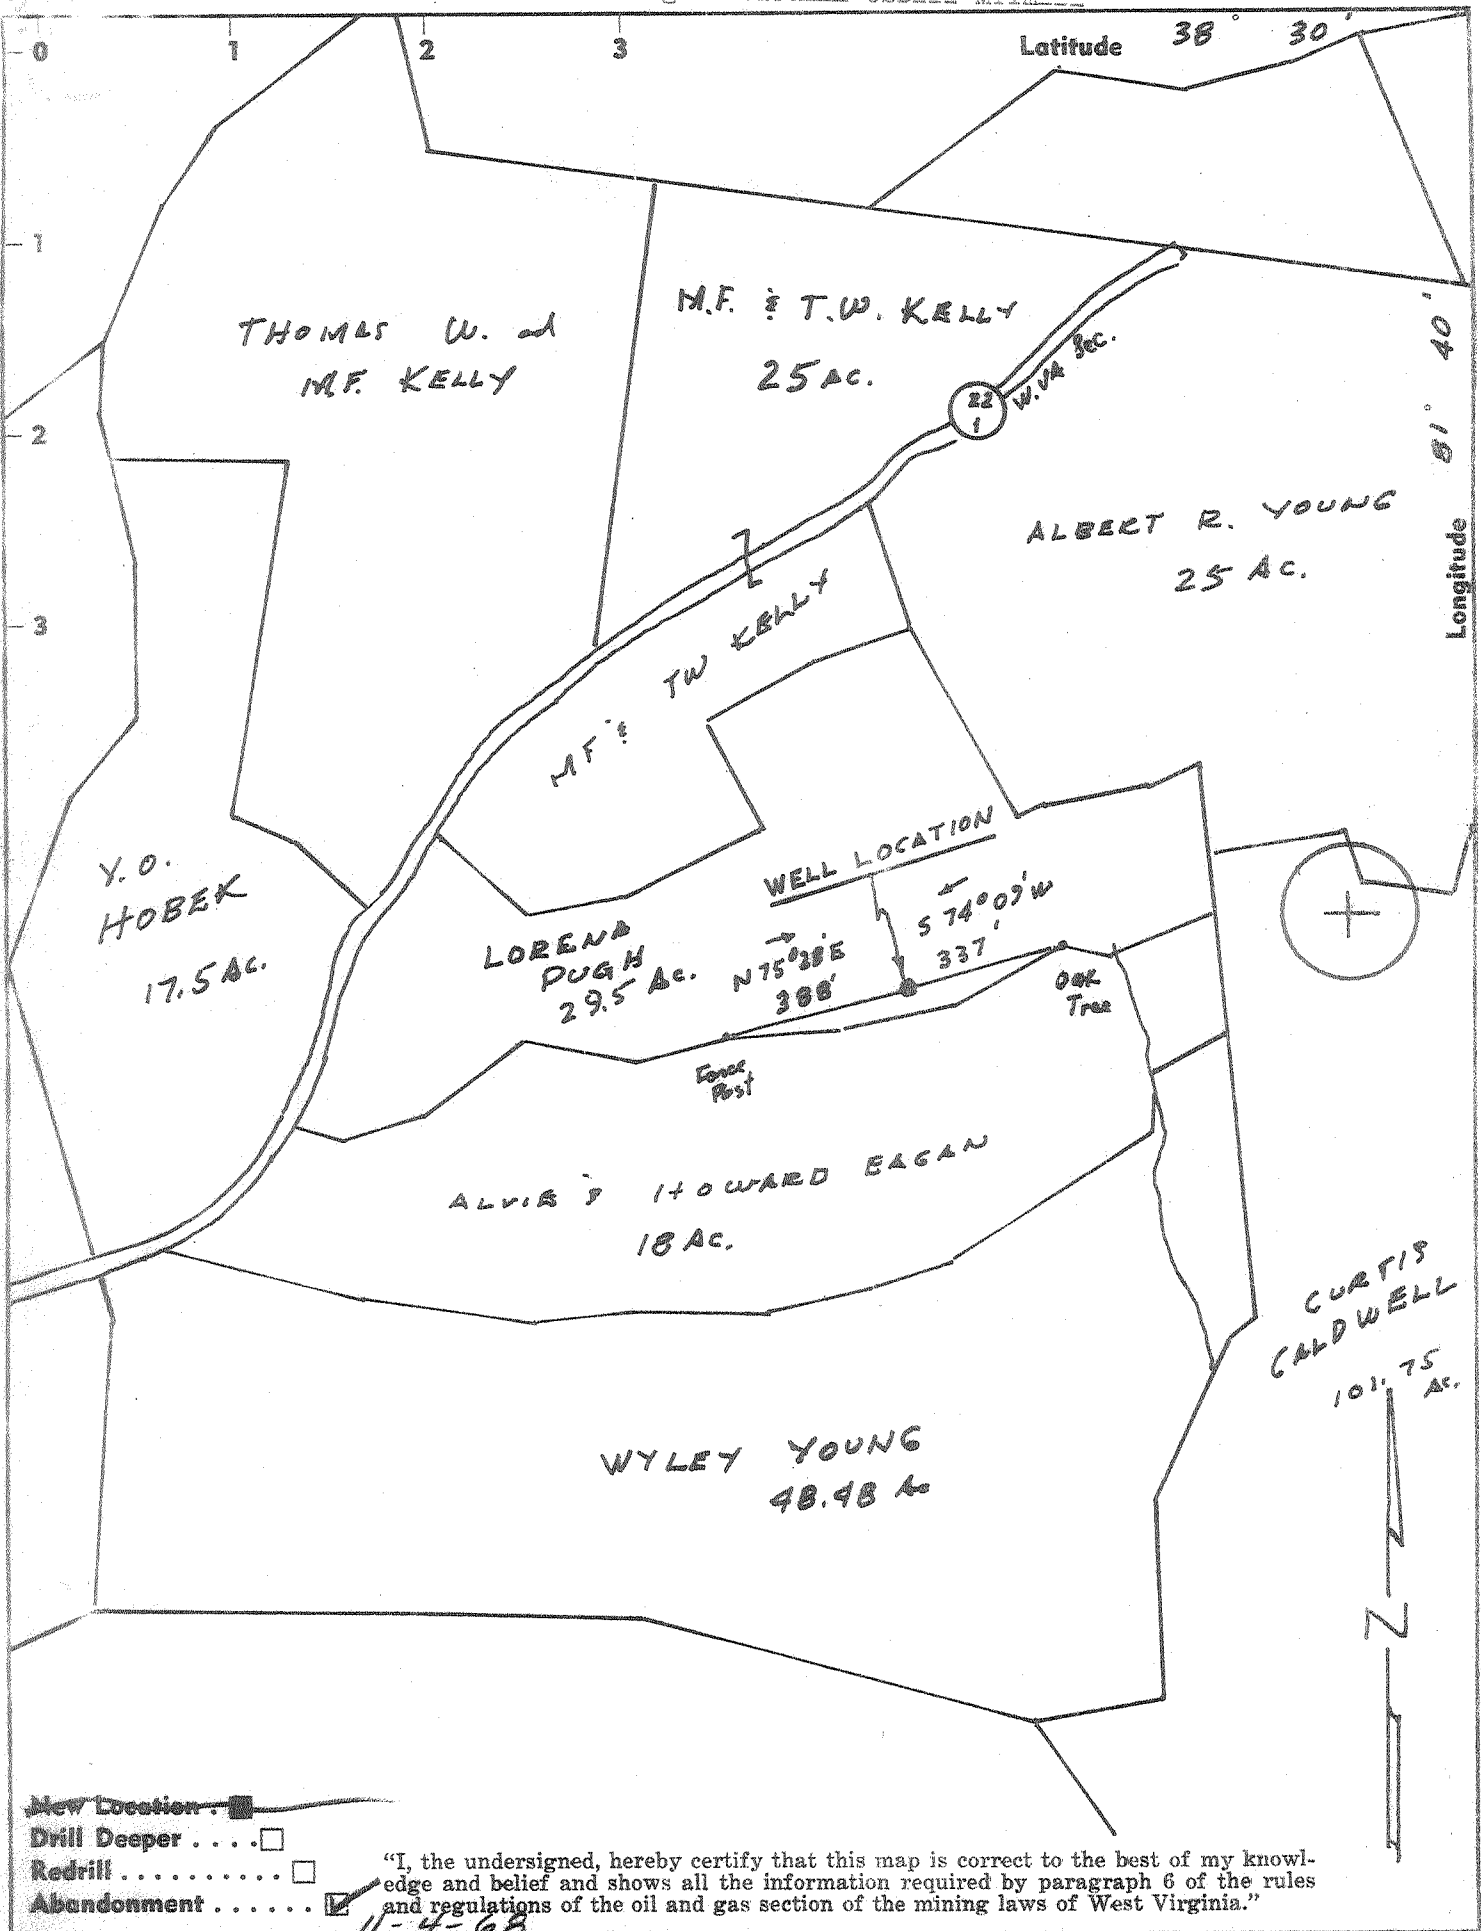 0 1 2 3
Latitude 38° 30'
1
2
3
Longitude 81° 40'
THOMAS W. and
M.F. KELLY
M.F. & T.W. KELLY
25 AC.
22
1
W.VA Sec.
ALBERT R. YOUNG
25 AC.
MF & TW KELLY
Y.O.
HOBEK
17.5 AC.
WELL LOCATION
LORENA
PUGH
29.5 AC.
N 75° 28' E
388'
S 74° 07' W
337'
Oak
Tree
Fence
Post
ALVIE & HOWARD EAGAN
18 AC.
CURTIS
CALDWELL
101.75
AC.
WYLEY YOUNG
48.48 Ac
N
New Location .
Drill Deeper ....
Redrill ..........
Abandonment ......
11-4-68
"I, the undersigned, hereby certify that this map is correct to the best of my knowl-
edge and belief and shows all the information required by paragraph 6 of the rules
and regulations of the oil and gas section of the mining laws of West Virginia."